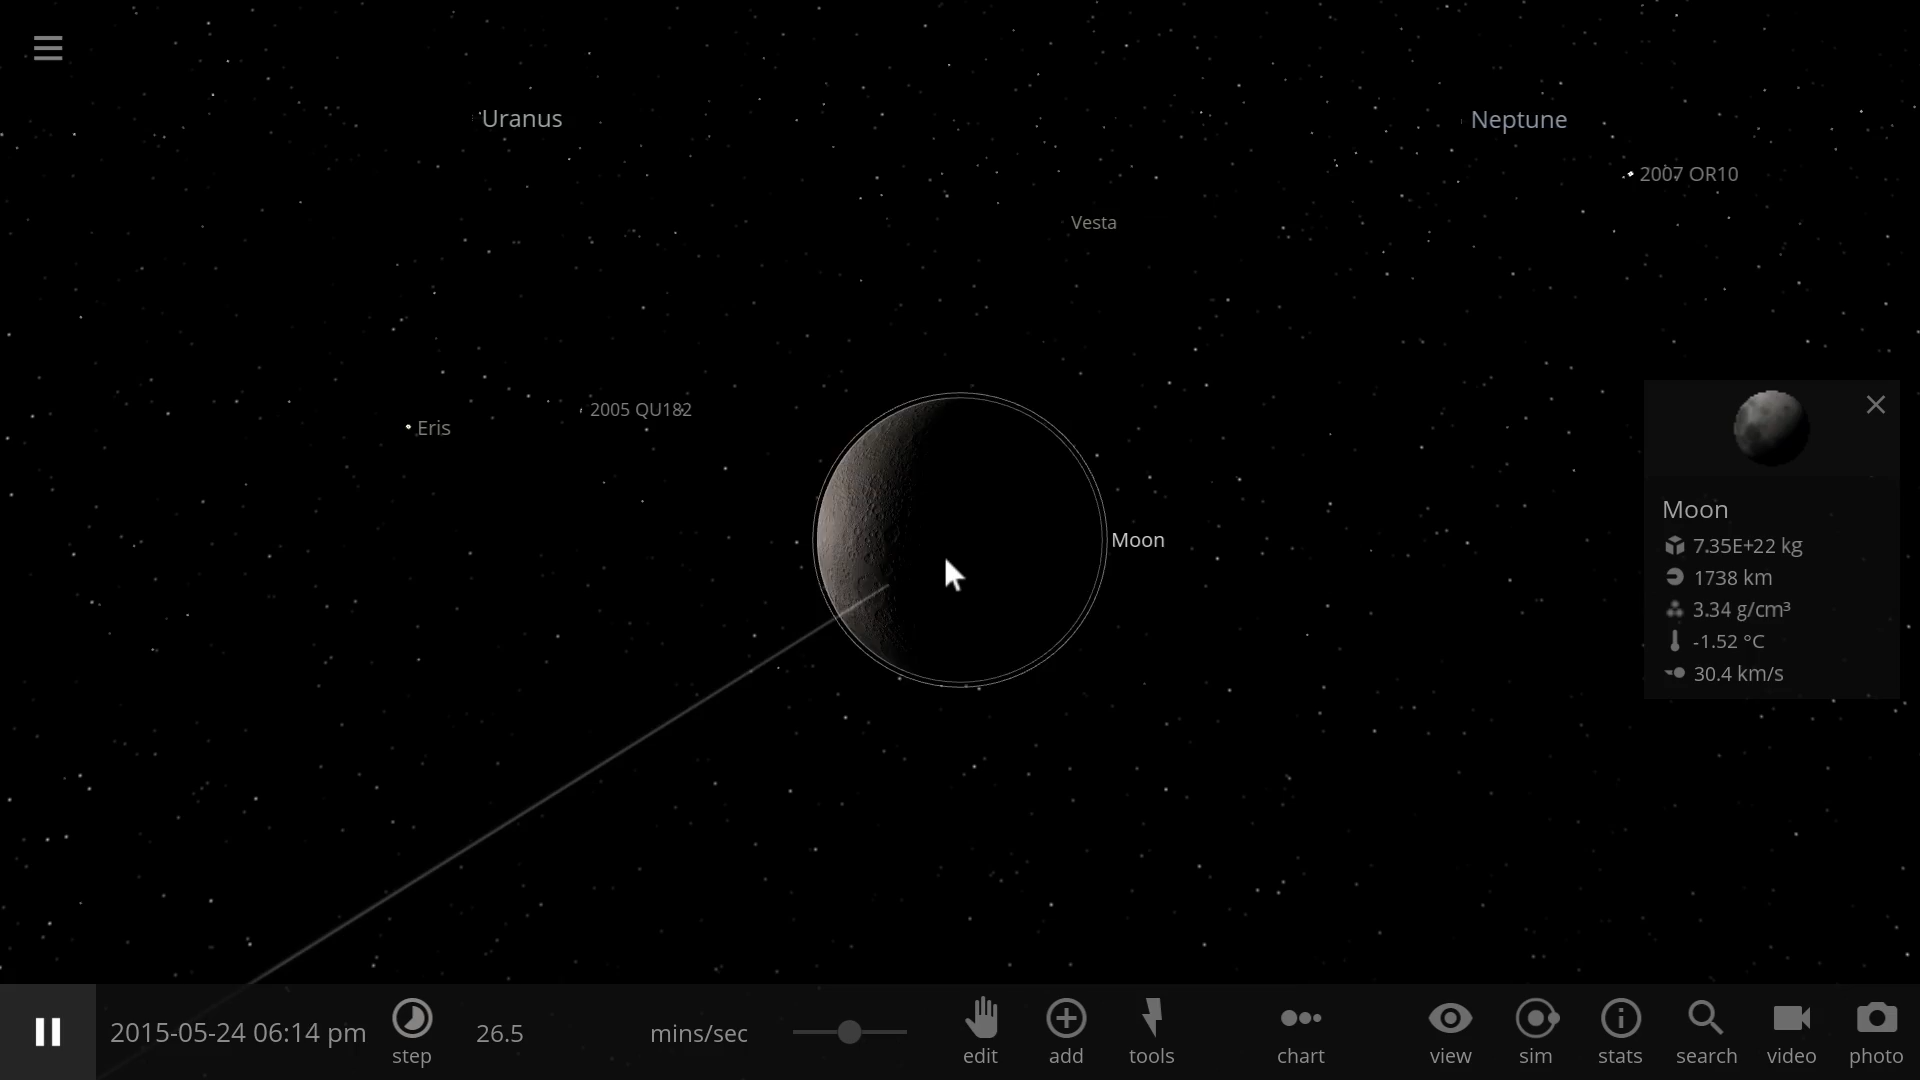 Uranus
Neptune
2007 OR10
Vesta
2005 QU182
Eris
Moon
Moon
7.35E+22 kg
1738 km
3.34 g/cm³
-1.52 °C
30.4 km/s
2015-05-24 06:14 pm
step
26.5
mins/sec
edit
add
tools
chart
view
sim
stats
search
video
photo